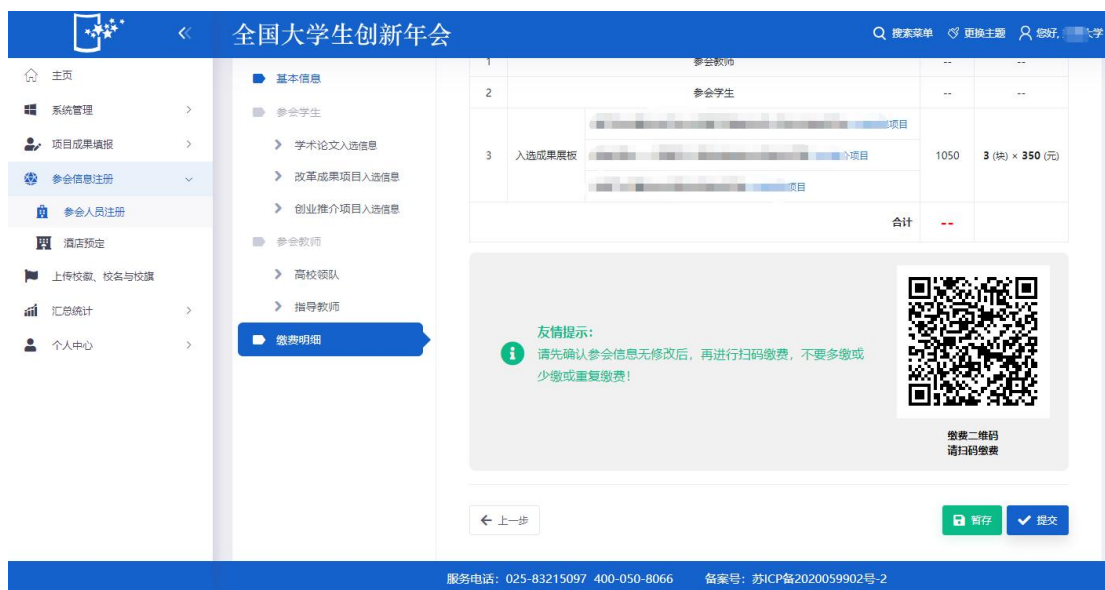 全国大学生创新年会
搜索菜单 更换主题 您好, 大学
主页
系统管理
项目成果填报
参会信息注册
参会人员注册
酒店预定
上传校徽、校名与校旗
汇总统计
个人中心
基本信息
参会学生
学术论文入选信息
改革成果项目入选信息
创业推介项目入选信息
参会教师
高校领队
指导教师
缴费明细
1 参会教师 -- --
2 参会学生 -- --
项目
3 入选成果展板 介项目 1050 3 (块) × 350 (元)
项目
合计 --
友情提示:
请先确认参会信息无修改后, 再进行扫码缴费, 不要多缴或
少缴或重复缴费!
缴费二维码
请扫码缴费
上一步
暂存
提交
服务电话: 025-83215097 400-050-8066 备案号: 苏ICP备2020059902号-2